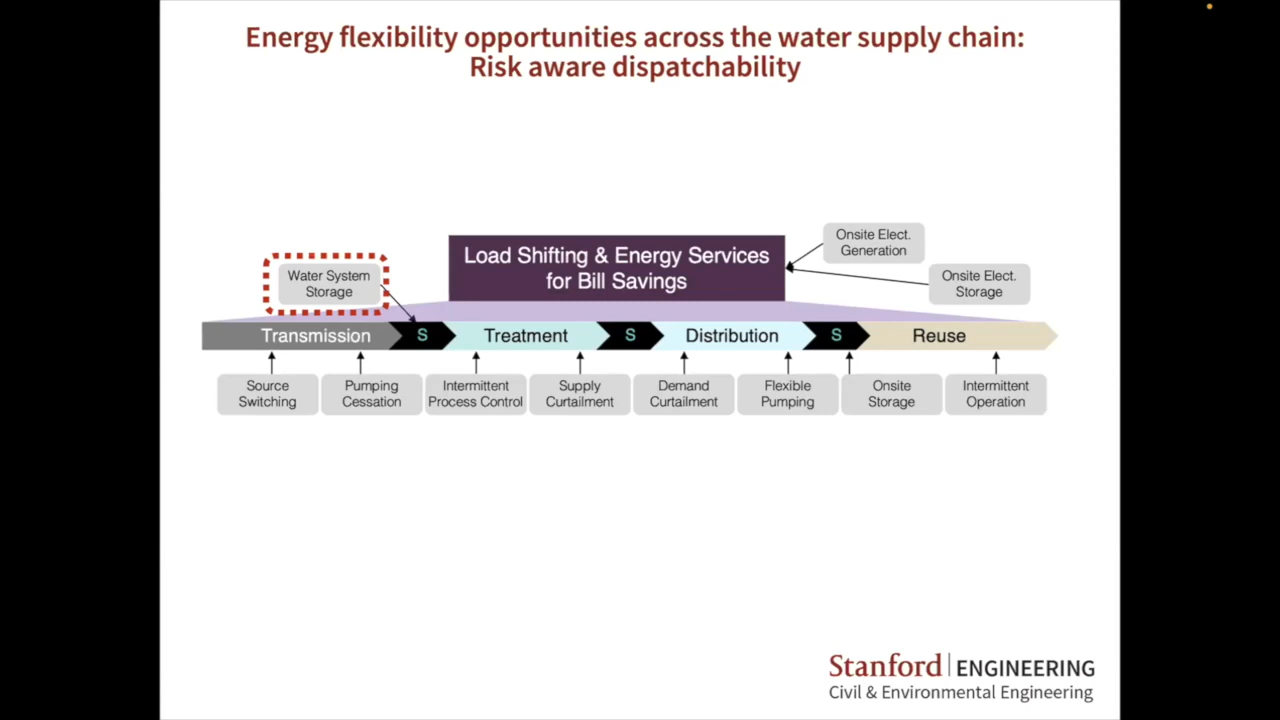 Energy flexibility opportunities across the water supply chain:
Risk aware dispatchability
Onsite Elect.
Generation
Load Shifting & Energy Services
for Bill Savings
Water System
Storage
Onsite Elect.
Storage
Transmission
S
Treatment
S
Distribution
S
Reuse
Source
Switching
Pumping
Cessation
Intermittent
Process Control
Supply
Curtailment
Demand
Curtailment
Flexible
Pumping
Onsite
Storage
Intermittent
Operation
Stanford | ENGINEERING
Civil & Environmental Engineering